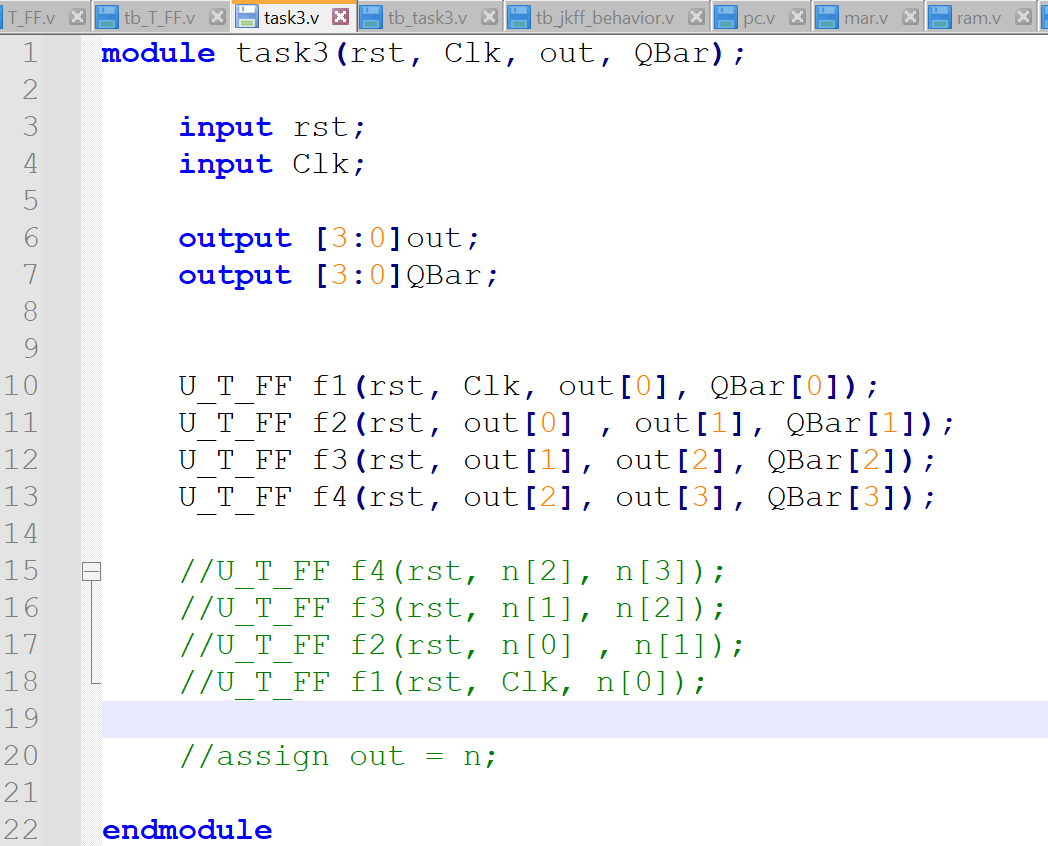 T_FF.v tb_T_FF.v task3.v tb_task3.v tb_jkff_behavior.v pc.v mar.v ram.v
1 module task3(rst, Clk, out, QBar);
2
3 input rst;
4 input Clk;
5
6 output [3:0]out;
7 output [3:0]QBar;
8
9
10 U_T_FF f1(rst, Clk, out[0], QBar[0]);
11 U_T_FF f2(rst, out[0] , out[1], QBar[1]);
12 U_T_FF f3(rst, out[1], out[2], QBar[2]);
13 U_T_FF f4(rst, out[2], out[3], QBar[3]);
14
15 //U_T_FF f4(rst, n[2], n[3]);
16 //U_T_FF f3(rst, n[1], n[2]);
17 //U_T_FF f2(rst, n[0] , n[1]);
18 //U_T_FF f1(rst, Clk, n[0]);
19
20 //assign out = n;
21
22 endmodule